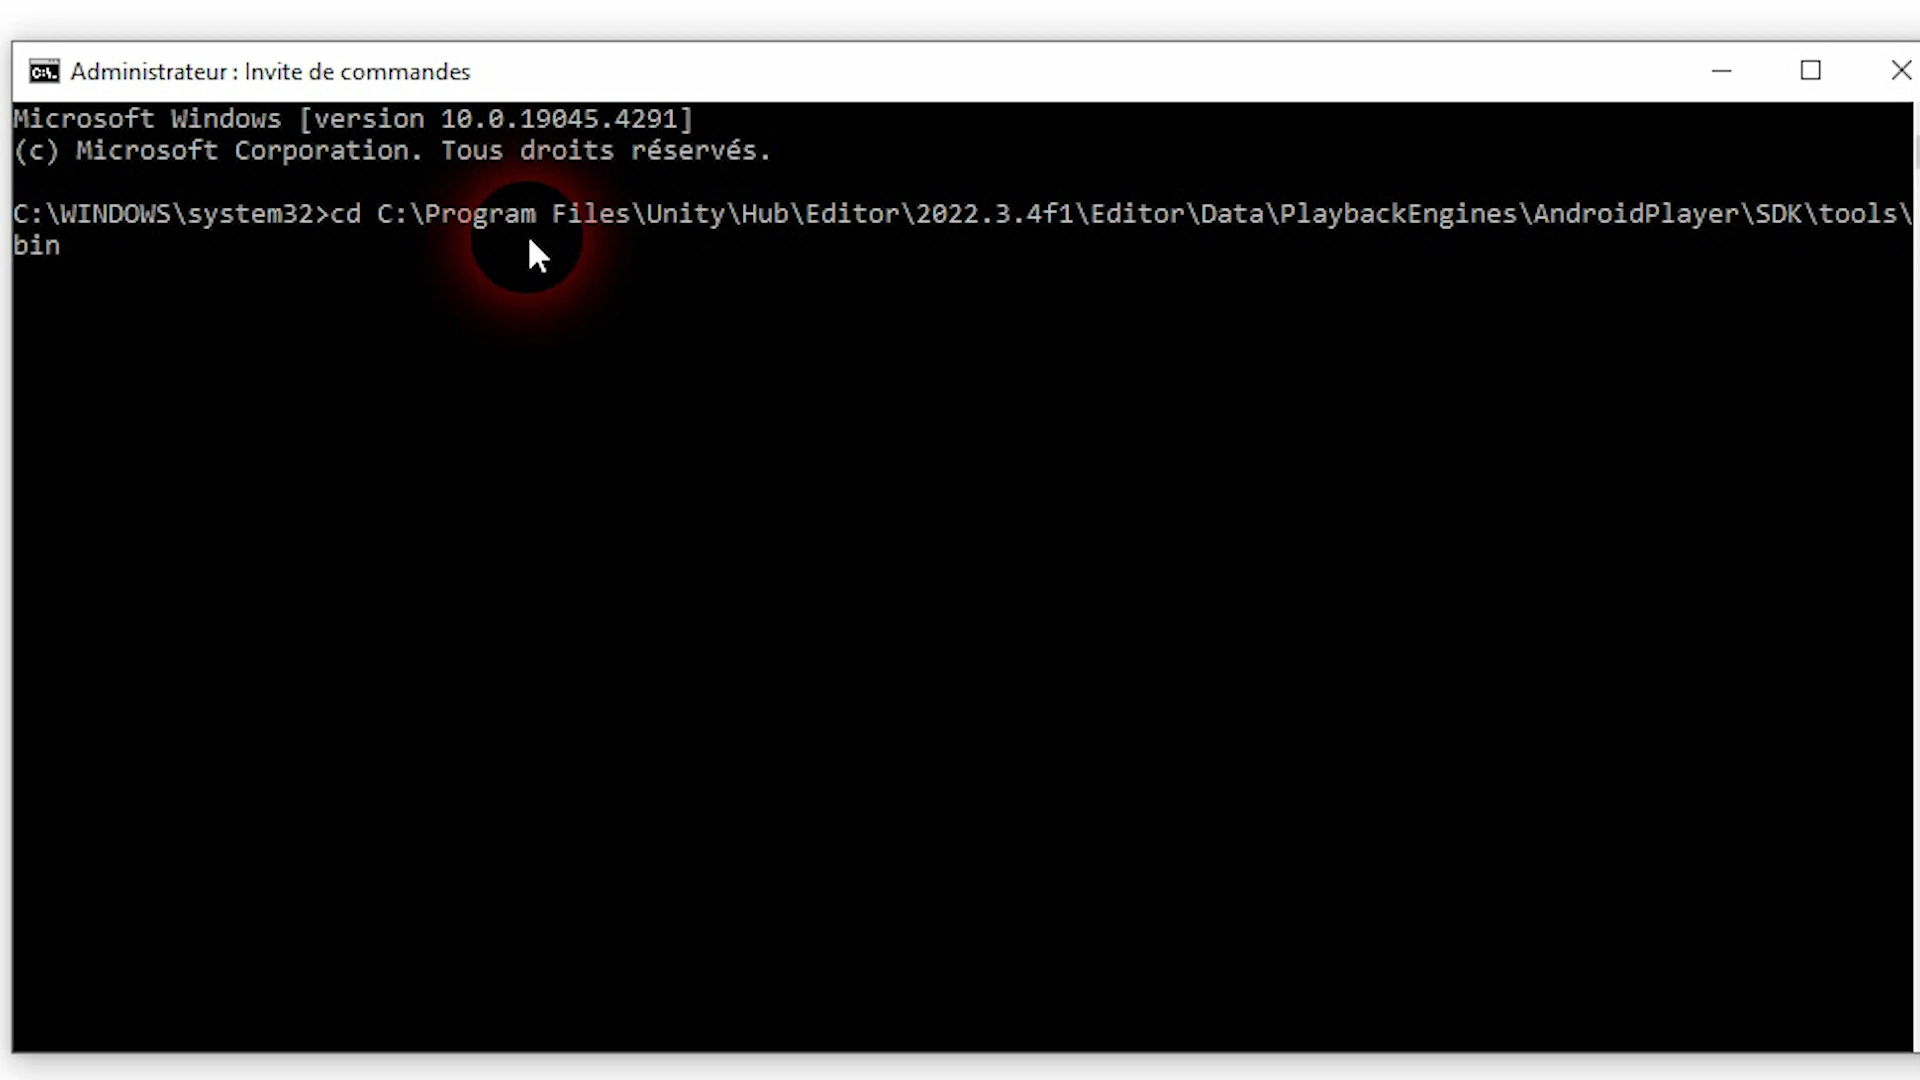 Administrateur : Invite de commandes
Microsoft Windows [version 10.0.19045.4291]
(c) Microsoft Corporation. Tous droits réservés.
C:\WINDOWS\system32>cd C:\Program Files\Unity\Hub\Editor\2022.3.4f1\Editor\Data\PlaybackEngines\AndroidPlayer\SDK\tools\
bin